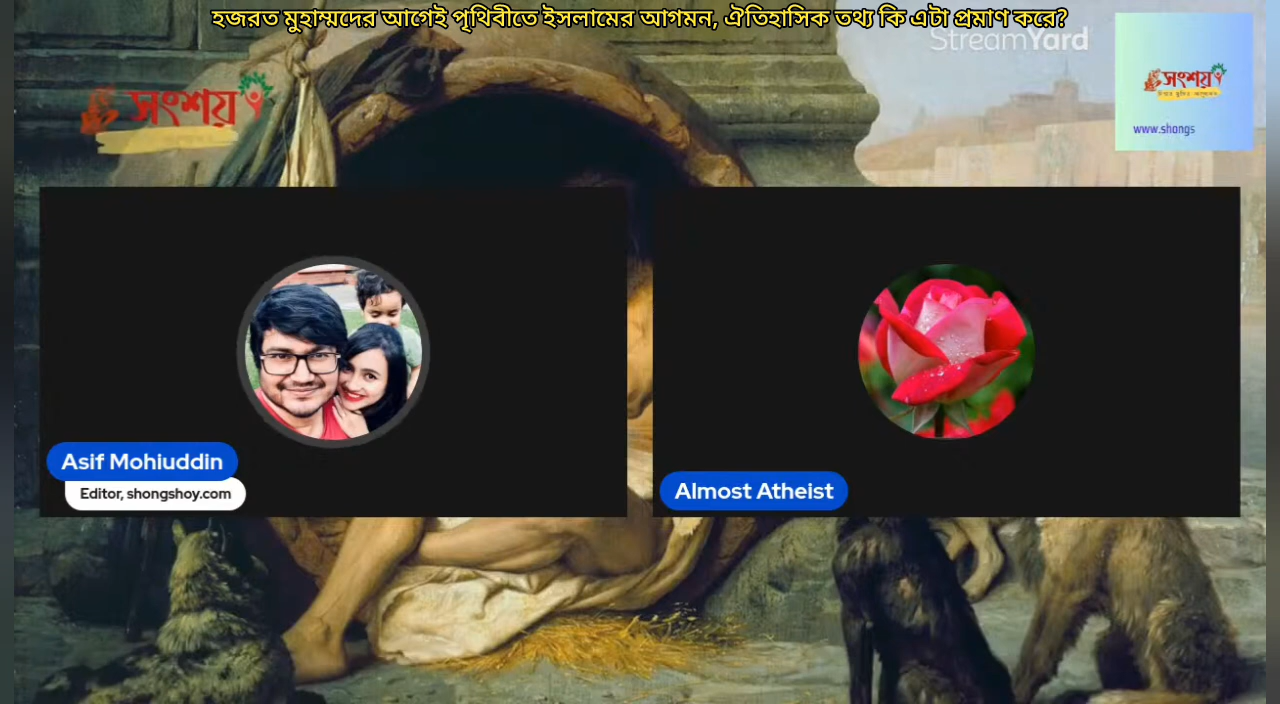 হজরত মুহাম্মদের আগেই পৃথিবীতে ইসলামের আগমন, ঐতিহাসিক তথ্য কি এটা প্রমাণ করে?
StreamYard
সংশয়
সংশয়
www.shongs
Asif Mohiuddin
Editor, shongshoy.com
Almost Atheist